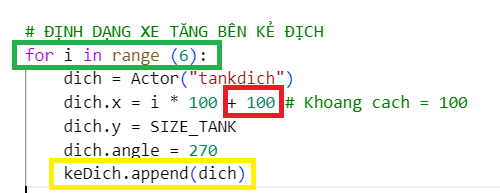 # ĐỊNH DẠNG XE TĂNG BÊN KẺ ĐỊCH
for i in range (6):
dich = Actor("tankdich")
dich.x = i * 100 + 100 # Khoang cach = 100
dich.y = SIZE_TANK
dich.angle = 270
keDich.append(dich)